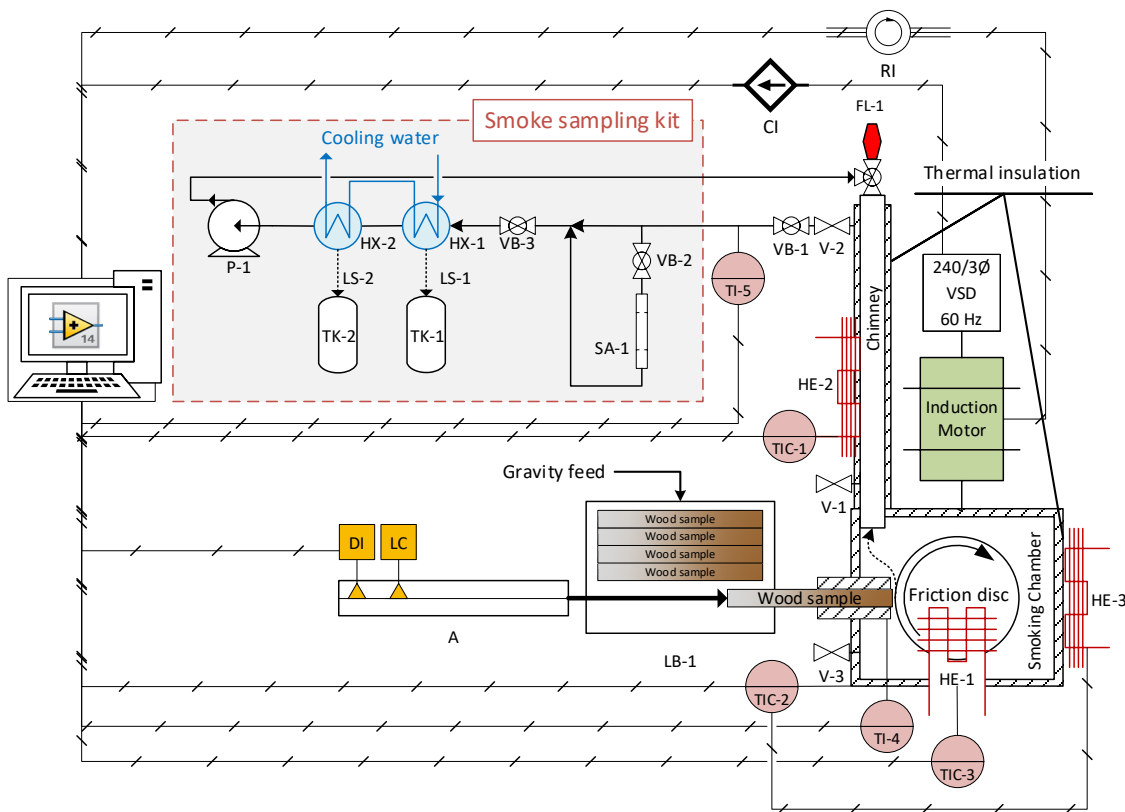 RI
CI
FL-1
Smoke sampling kit
Cooling water
Thermal insulation
P-1
HX-2
HX-1
VB-3
VB-1
V-2
VB-2
TI-5
LS-2
LS-1
TK-2
TK-1
SA-1
14
Chimney
240/3Ø
VSD
60 Hz
HE-2
Induction
Motor
TIC-1
Gravity feed
V-1
Wood sample
Wood sample
Wood sample
Wood sample
DI
LC
Wood sample
Friction disc
Smoking Chamber
HE-3
A
LB-1
V-3
HE-1
TIC-2
TI-4
TIC-3